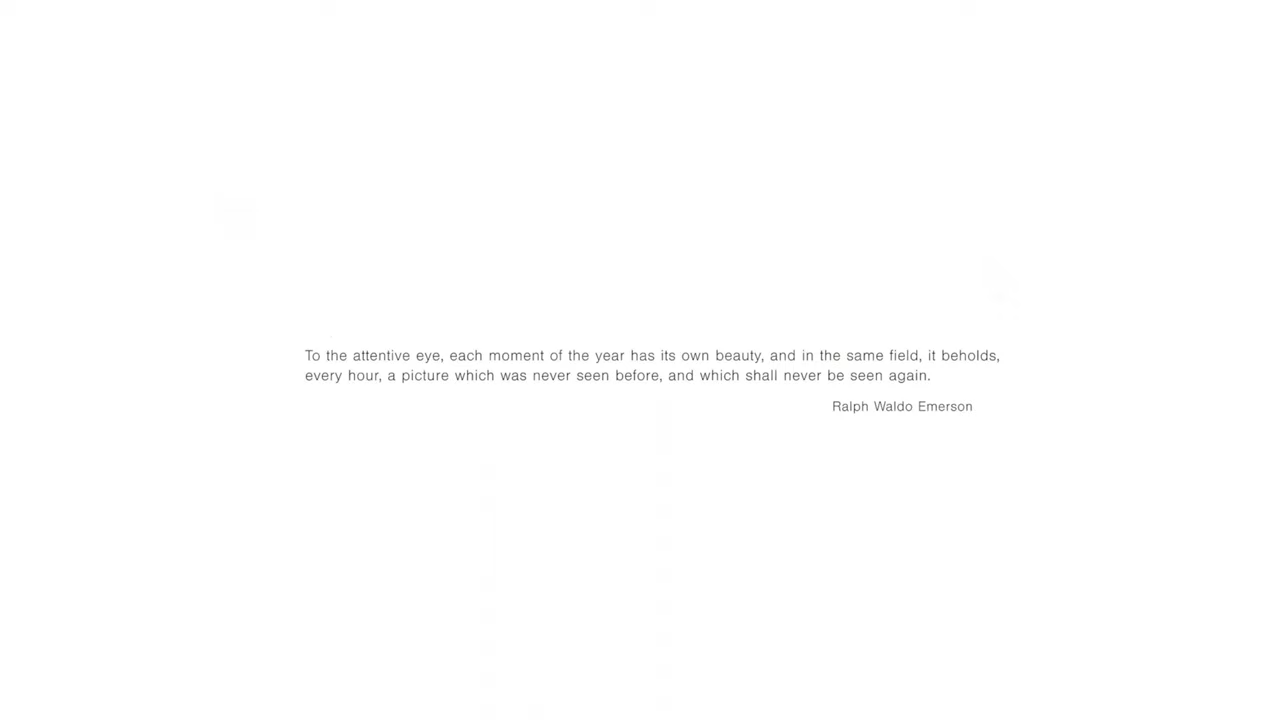 To the attentive eye, each moment of the year has its own beauty, and in the same field, it beholds,
every hour, a picture which was never seen before, and which shall never be seen again.
Ralph Waldo Emerson